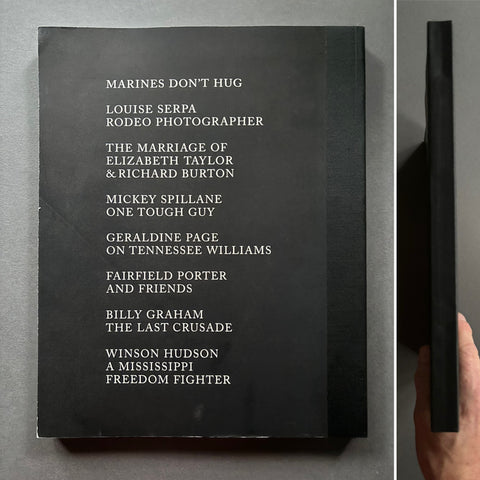 MARINES DON'T HUG
LOUISE SERPA
RODEO PHOTOGRAPHER
THE MARRIAGE OF
ELIZABETH TAYLOR
& RICHARD BURTON
MICKEY SPILLANE
ONE TOUGH GUY
GERALDINE PAGE
ON TENNESSEE WILLIAMS
FAIRFIELD PORTER
AND FRIENDS
BILLY GRAHAM
THE LAST CRUSADE
WINSON HUDSON
A MISSISSIPPI
FREEDOM FIGHTER